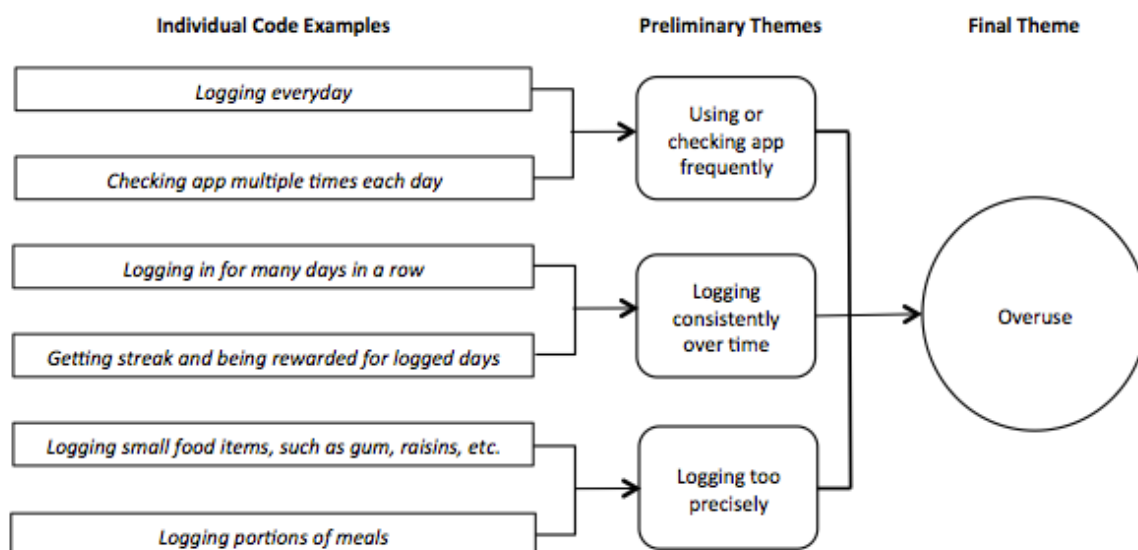 Individual Code Examples
Preliminary Themes
Final Theme
Logging everyday
Checking app multiple times each day
Using or
checking app
frequently
Logging in for many days in a row
Getting streak and being rewarded for logged days
Logging
consistently
over time
Overuse
Logging small food items, such as gum, raisins, etc.
Logging portions of meals
Logging too
precisely